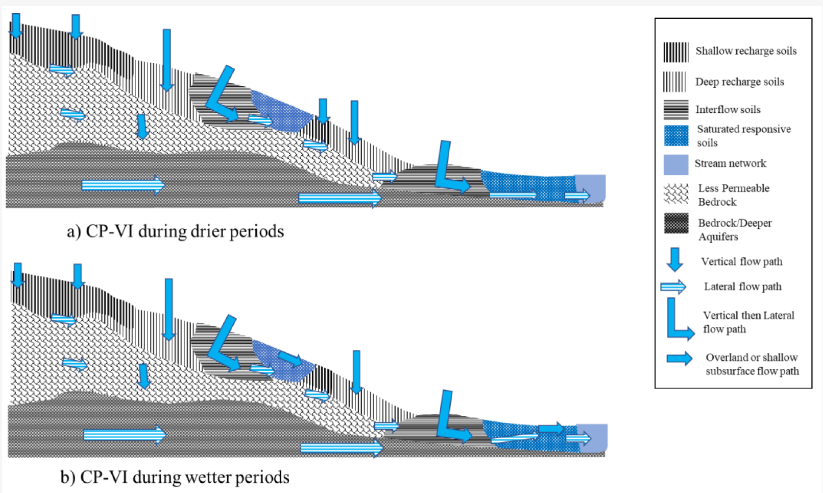 Shallow recharge soils
Deep recharge soils
Interflow soils
Saturated responsive
soils
Stream network
Less Permeable
Bedrock
Bedrock/Deeper
Aquifers
Vertical flow path
Lateral flow path
Vertical then Lateral
flow path
Overland or shallow
subsurface flow path
a) CP-VI during drier periods
b) CP-VI during wetter periods